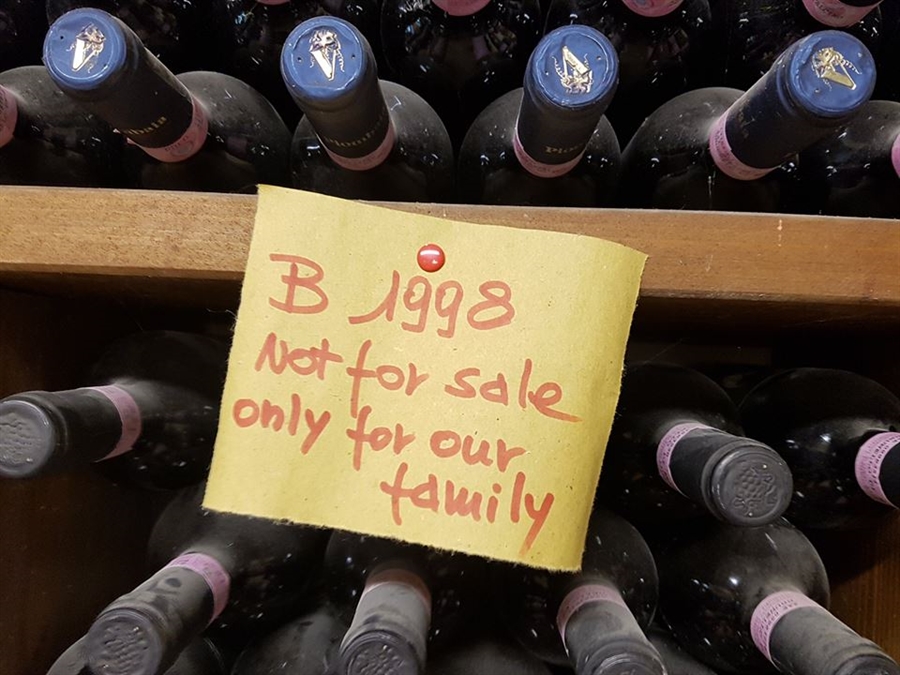 B 1998
Not for sale
only for our
family